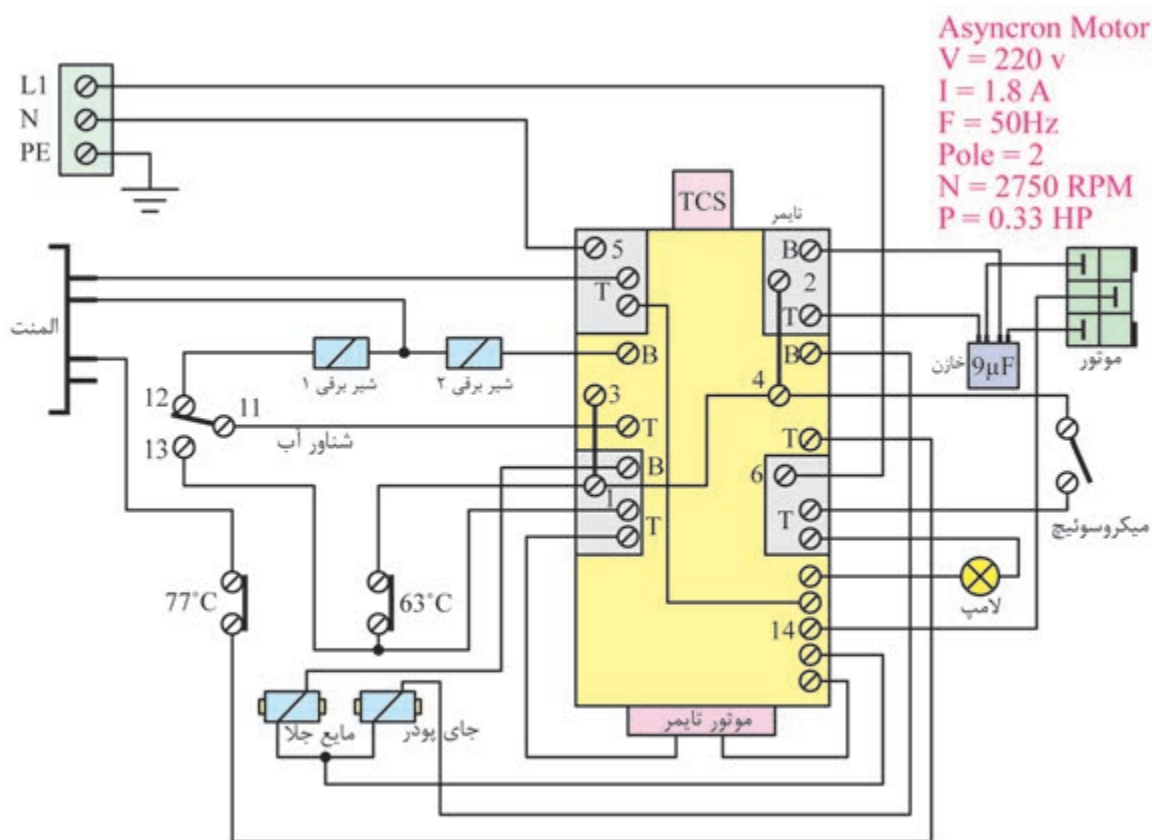 Asyncron Motor
V = 220 v
I = 1.8 A
F = 50Hz
Pole = 2
N = 2750 RPM
P = 0.33 HP
L1
N
PE
TCS
تایمر
5
T
B
2
T
B
المنت
شیر برقی ۱
شیر برقی ۲
B
3
4
خازن
9µF
موتور
12
11
13
شناور آب
T
B
1
T
T
6
T
میکروسوئیچ
77°C
63°C
لامپ
14
مایع جلا
جای پودر
موتور تایمر